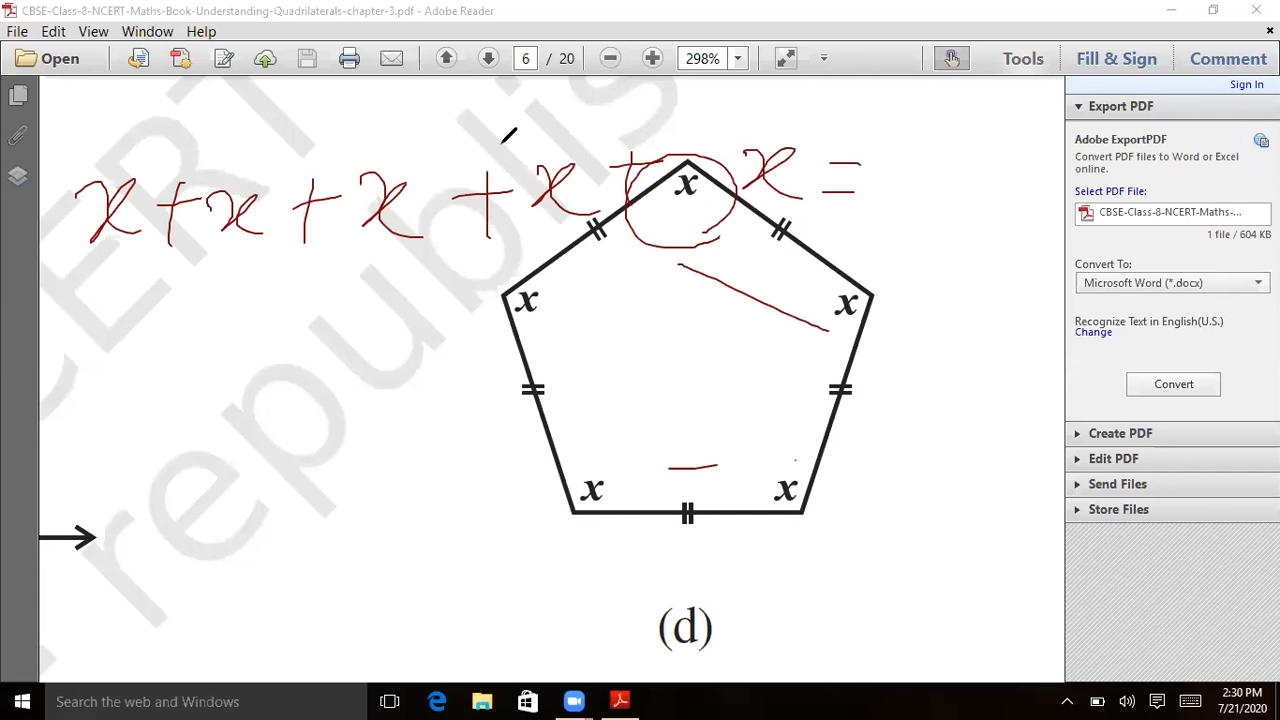 CBSE-Class-8-NCERT-Maths-Book-Understanding-Quadrilaterals-chapter-3.pdf - Adobe Reader
File Edit View Window Help
Open 6 / 20 298% Tools Fill & Sign Comment
Sign In
Export PDF
Adobe ExportPDF
Convert PDF files to Word or Excel online.
Select PDF File:
CBSE-Class-8-NCERT-Maths-...
1 file / 604 KB
Convert To:
Microsoft Word (*.docx)
Recognize Text in English(U.S.)
Change
Convert
Create PDF
Edit PDF
Send Files
Store Files
x + x + x + x + x =
x
x x
x x
(d)
republis
CERT
republi
Search the web and Windows
2:30 PM
7/21/2020